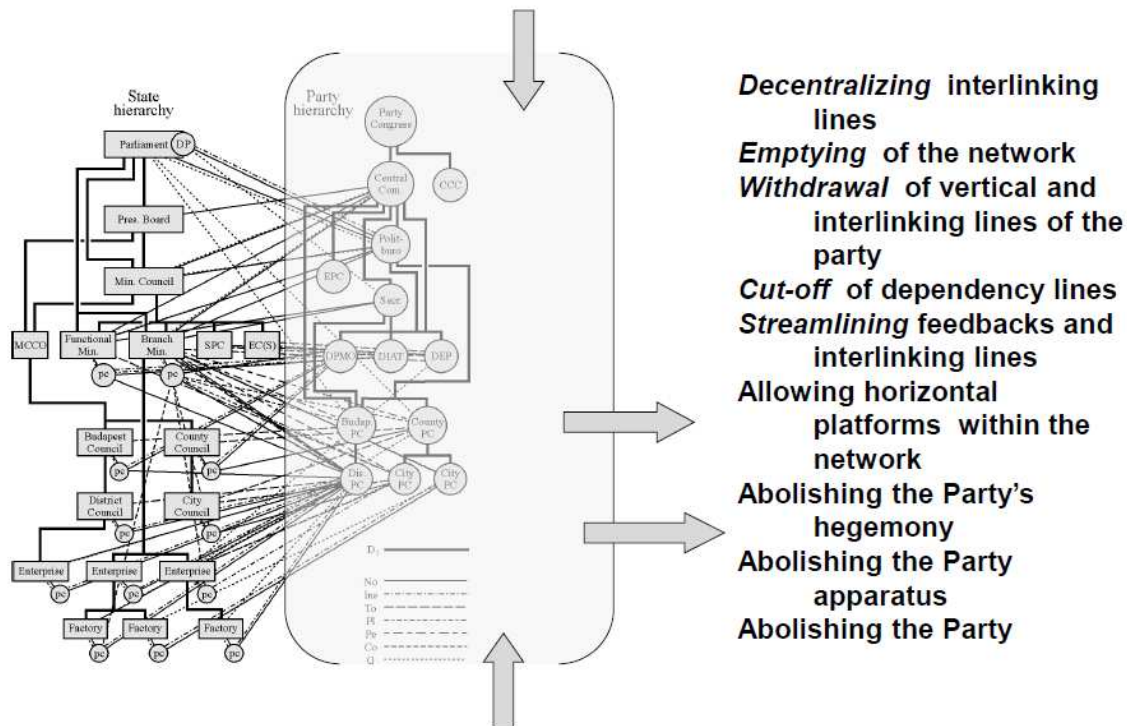 State
hierarchy
Party
hierarchy
Party
Congress
Parliament
DP
Central
Com.
CCC
Pres. Board
Polit-
buro
Min. Council
EPC
Secr.
MCCO
Functional
Min.
Branch
Min.
SPC
EC(S)
DPMO
DIAT
DEP
pc
pc
Budapest
Council
County
Council
Budap.
PC
County
PC
pc
pc
District
Council
City
Council
Dis.
PC
City
PC
City
PC
pc
pc
Enterprise
Enterprise
Enterprise
pc
pc
pc
Factory
Factory
Factory
pc
pc
pc
No
Ins
To
Pl
Pe
Co
Q
Decentralizing interlinking
lines
Emptying of the network
Withdrawal of vertical and
interlinking lines of the
party
Cut-off of dependency lines
Streamlining feedbacks and
interlinking lines
Allowing horizontal
platforms within the
network
Abolishing the Party's
hegemony
Abolishing the Party
apparatus
Abolishing the Party